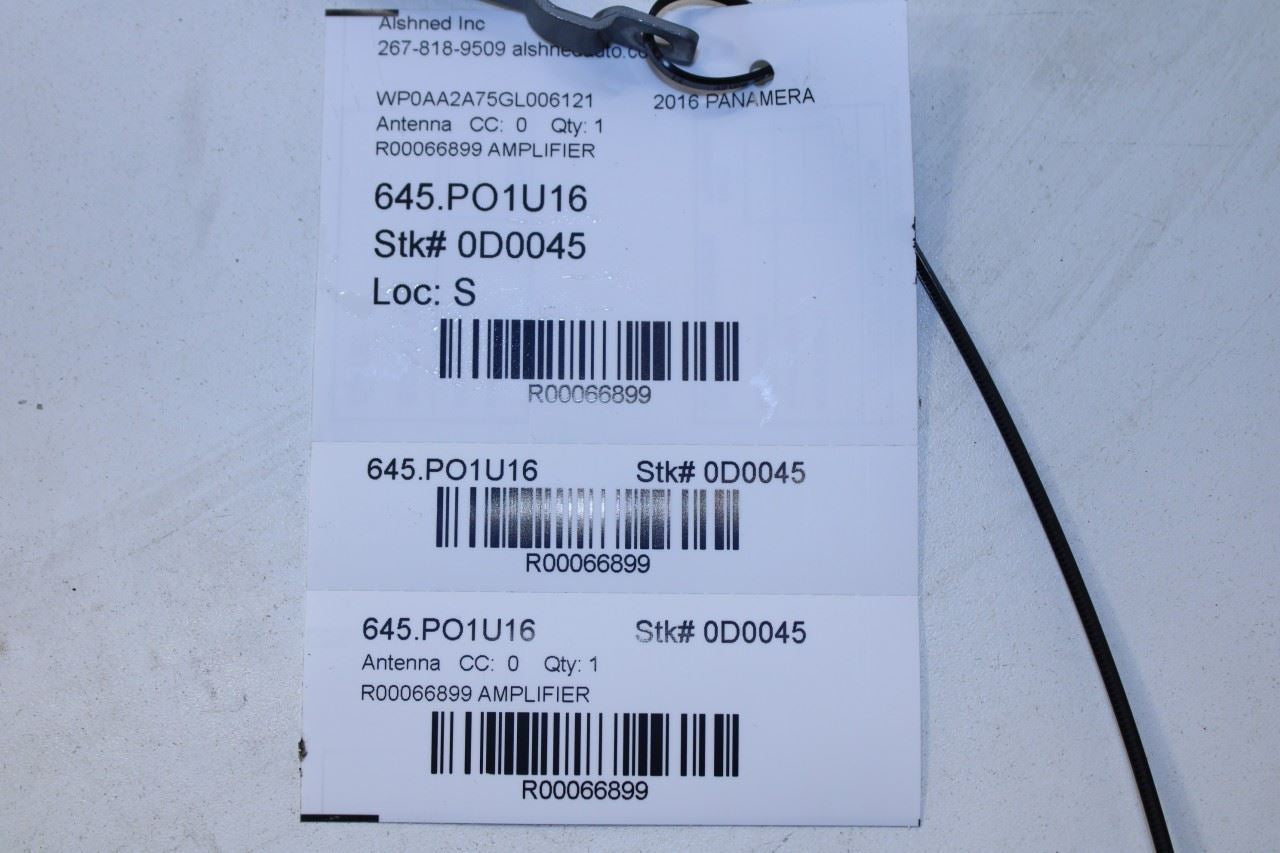 Alshned Inc
267-818-9509
WP0AA2A75GL006121 2016 PANAMERA
Antenna CC: 0 Qty: 1
R00066899 AMPLIFIER
645.PO1U16
Stk# 0D0045
Loc: S
R00066899
645.PO1U16 Stk# 0D0045
R00066899
645.PO1U16 Stk# 0D0045
Antenna CC: 0 Qty: 1
R00066899 AMPLIFIER
R00066899